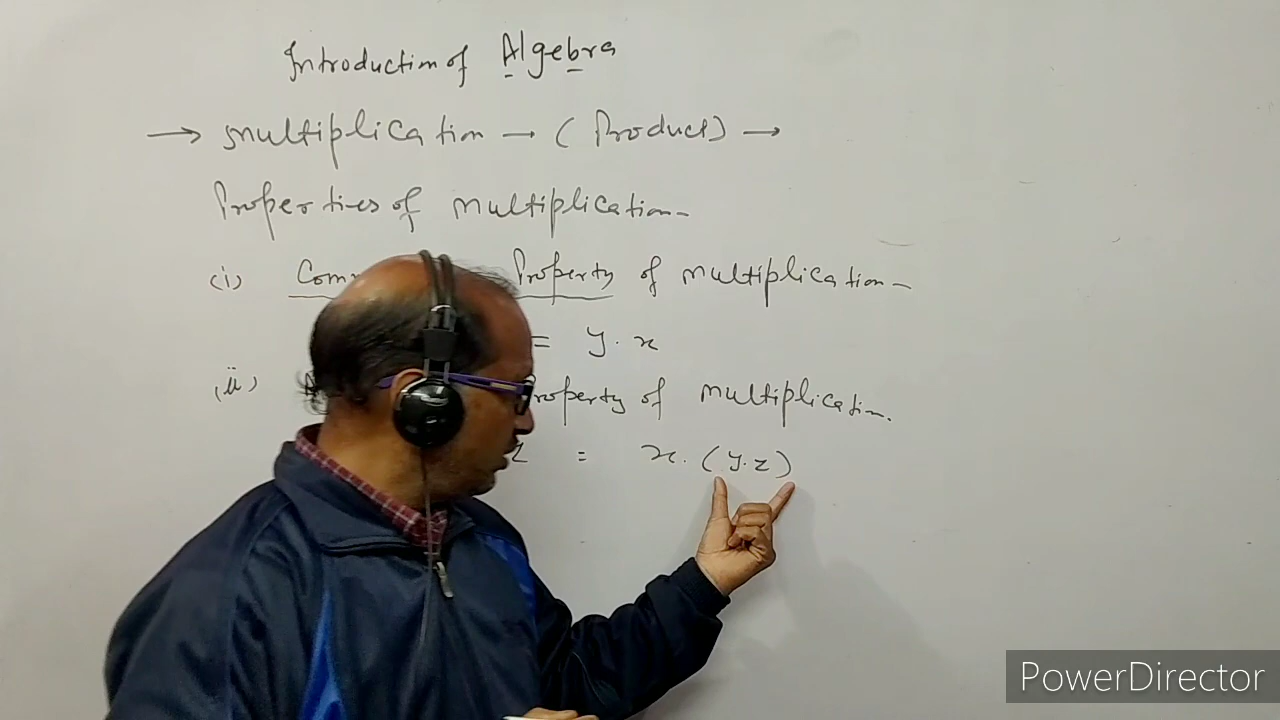 Introduction of Algebra
→ multiplication → (Product) →
Properties of multiplication-
(i) Property of multiplication-
= y. x
(ii) Property of multiplication.
z = x. (y. z)
PowerDirector